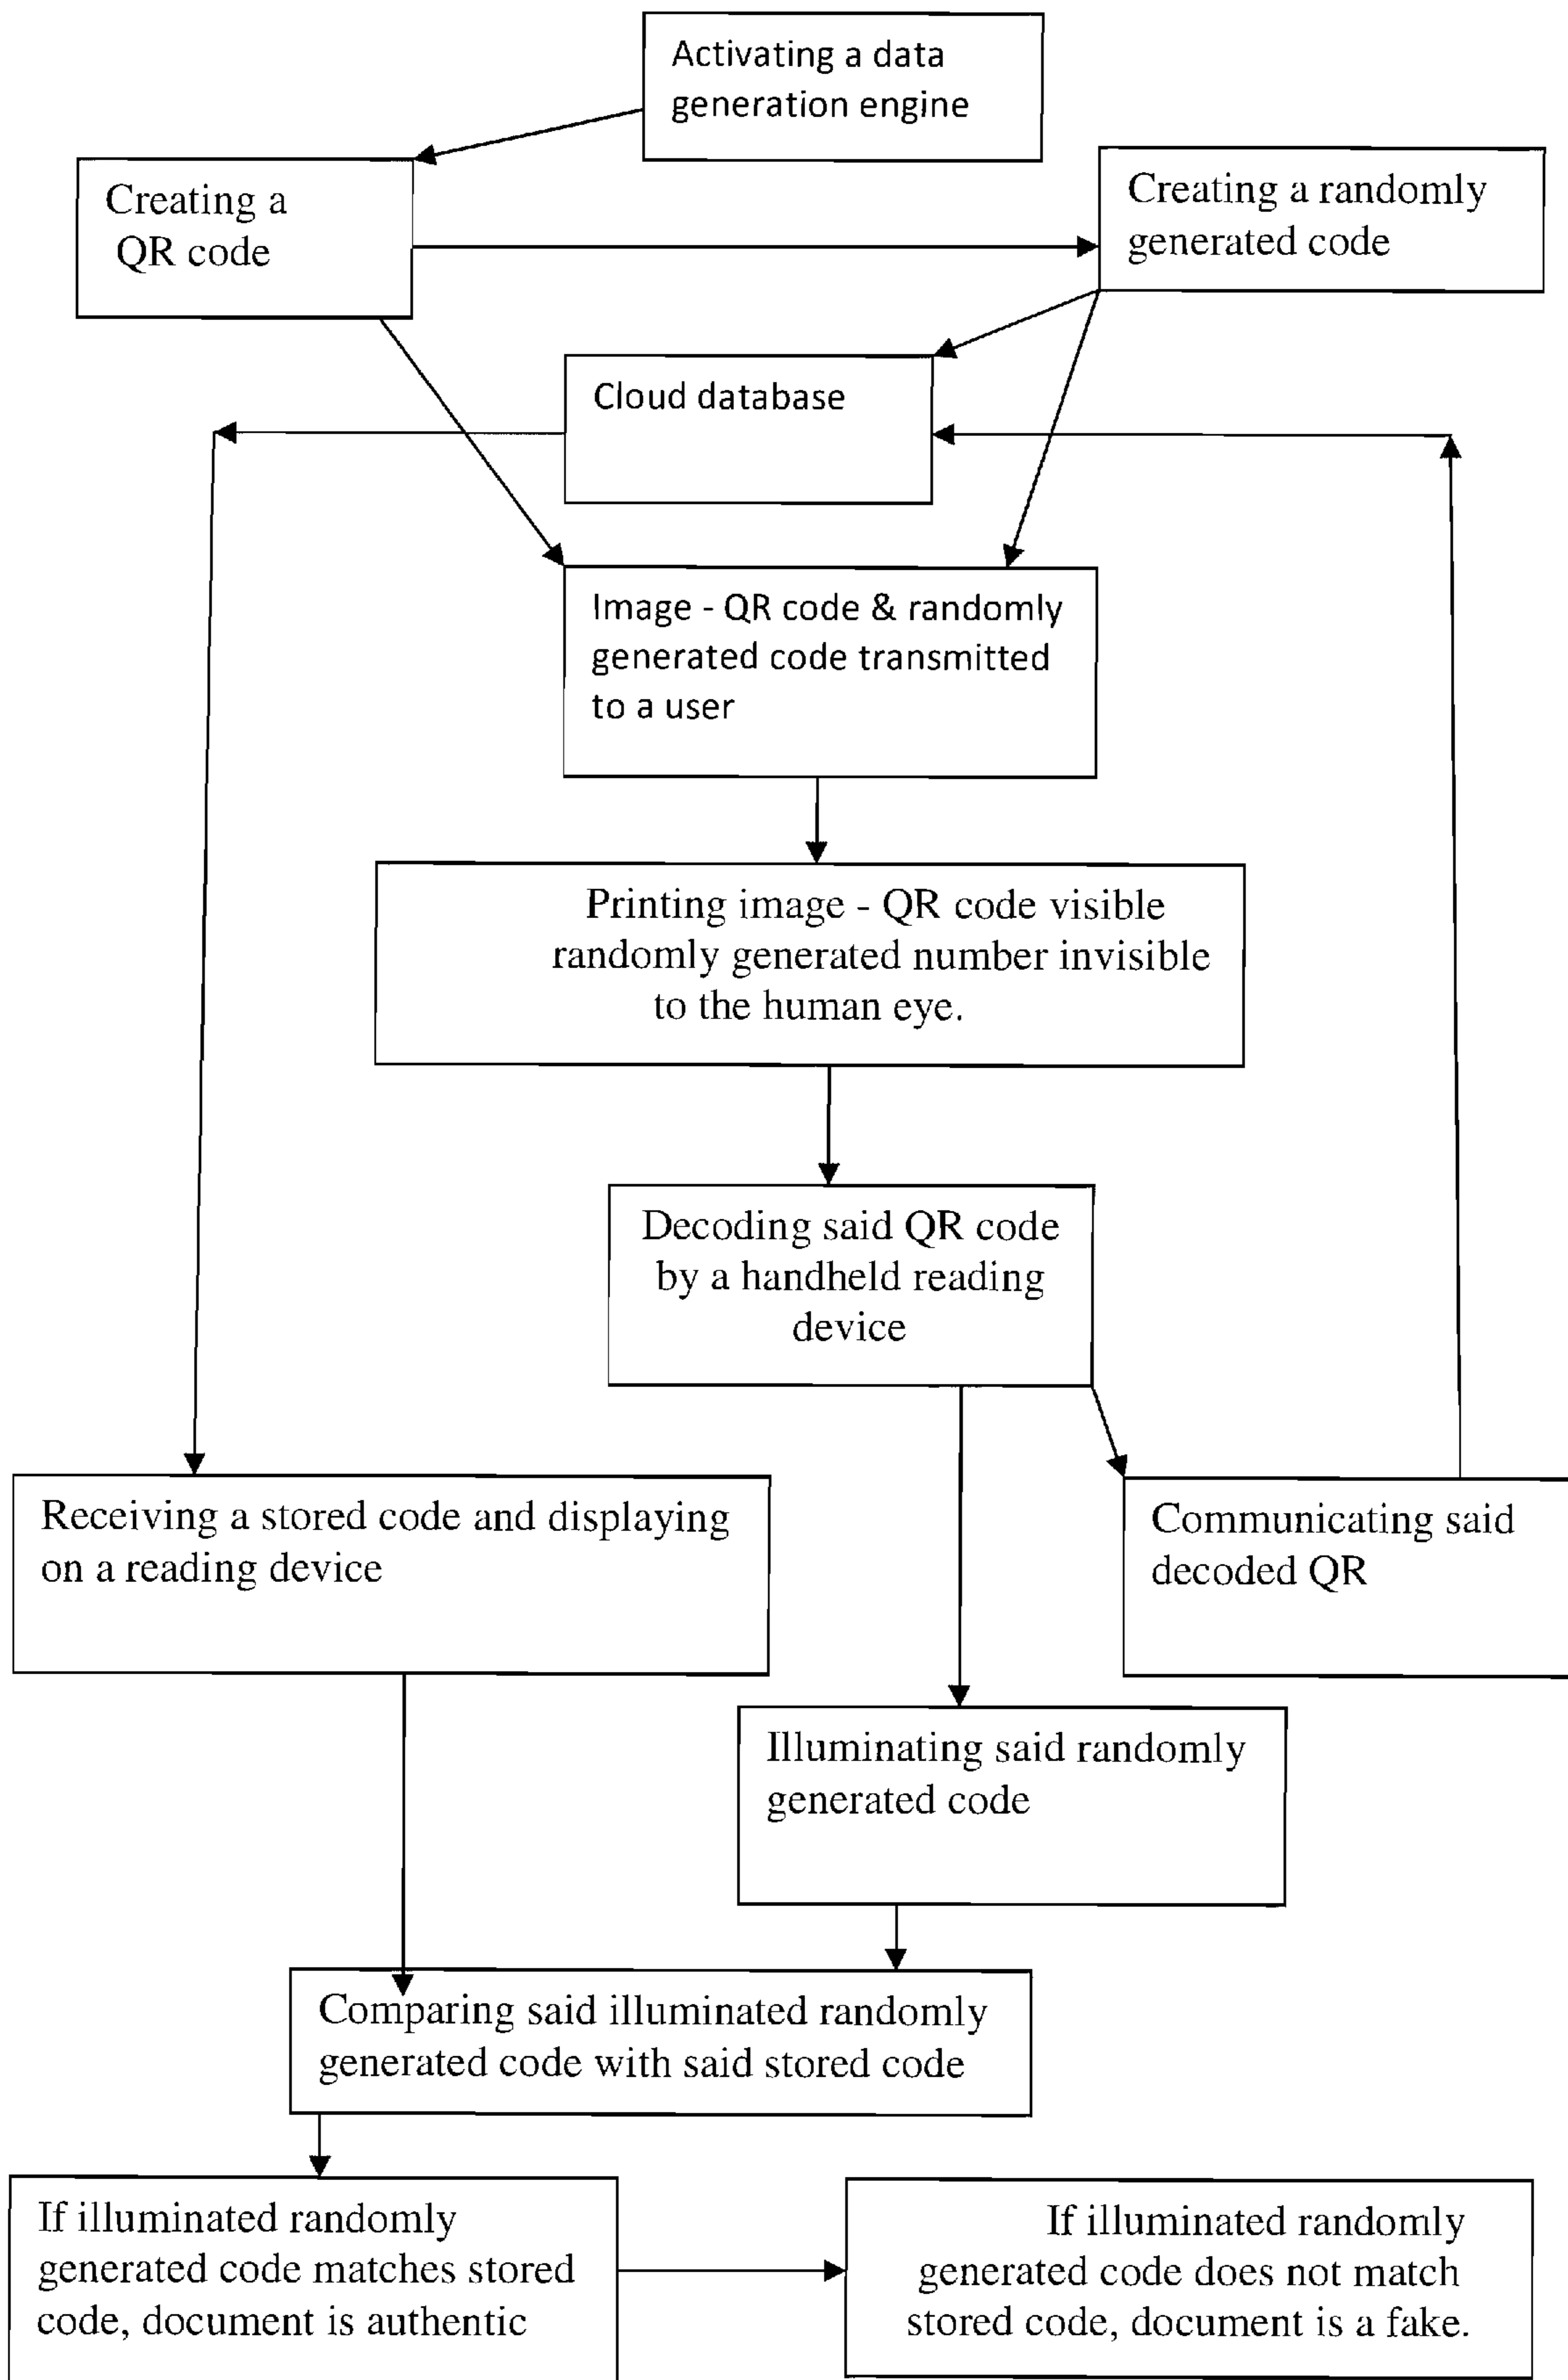 Activating a data
generation engine
Creating a
QR code
Creating a randomly
generated code
Cloud database
Image - QR code & randomly
generated code transmitted
to a user
Printing image - QR code visible
randomly generated number invisible
to the human eye.
Decoding said QR code
by a handheld reading
device
Receiving a stored code and displaying
on a reading device
Communicating said
decoded QR
Illuminating said randomly
generated code
Comparing said illuminated randomly
generated code with said stored code
If illuminated randomly
generated code matches stored
code, document is authentic
If illuminated randomly
generated code does not match
stored code, document is a fake.